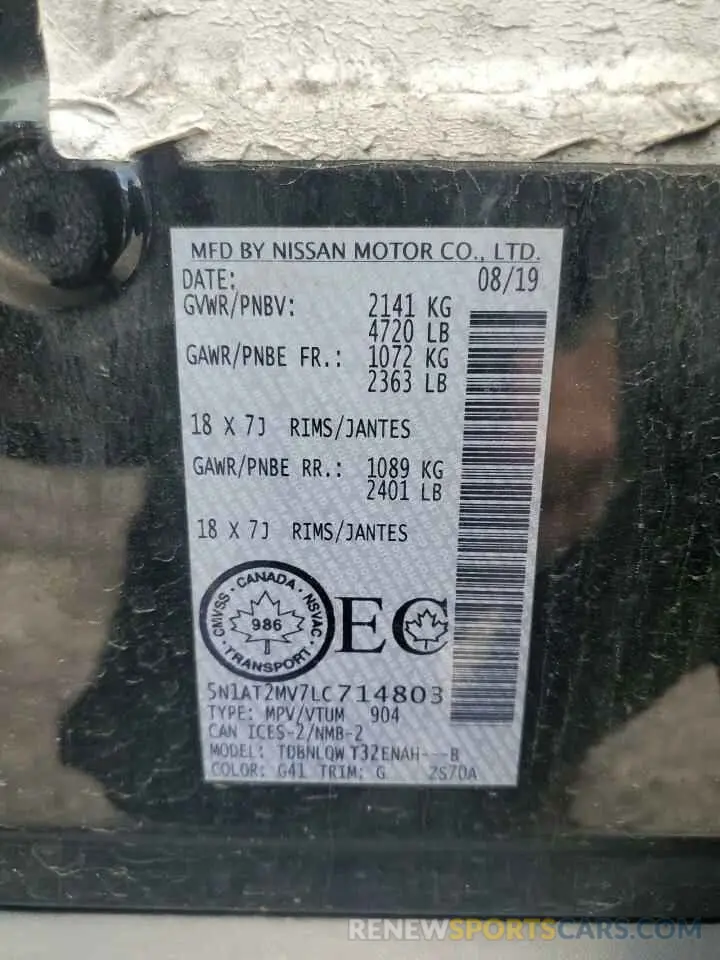 MFD BY NISSAN MOTOR CO., LTD.
DATE: 08/19
GVWR/PNBV: 2141 KG
4720 LB
GAWR/PNBE FR.: 1072 KG
2363 LB
18 X 7J RIMS/JANTES
GAWR/PNBE RR.: 1089 KG
2401 LB
18 X 7J RIMS/JANTES
CMVSS · CANADA · NSVAC
986
· TRANSPORT ·
EC
5N1AT2MV7LC714803
TYPE: MPV/VTUM 904
CAN ICES-2/NMB-2
MODEL: TDBNLQW T32ENAH---B
COLOR: G41 TRIM: G 2S70A
RENEWSPORTSCARS.COM